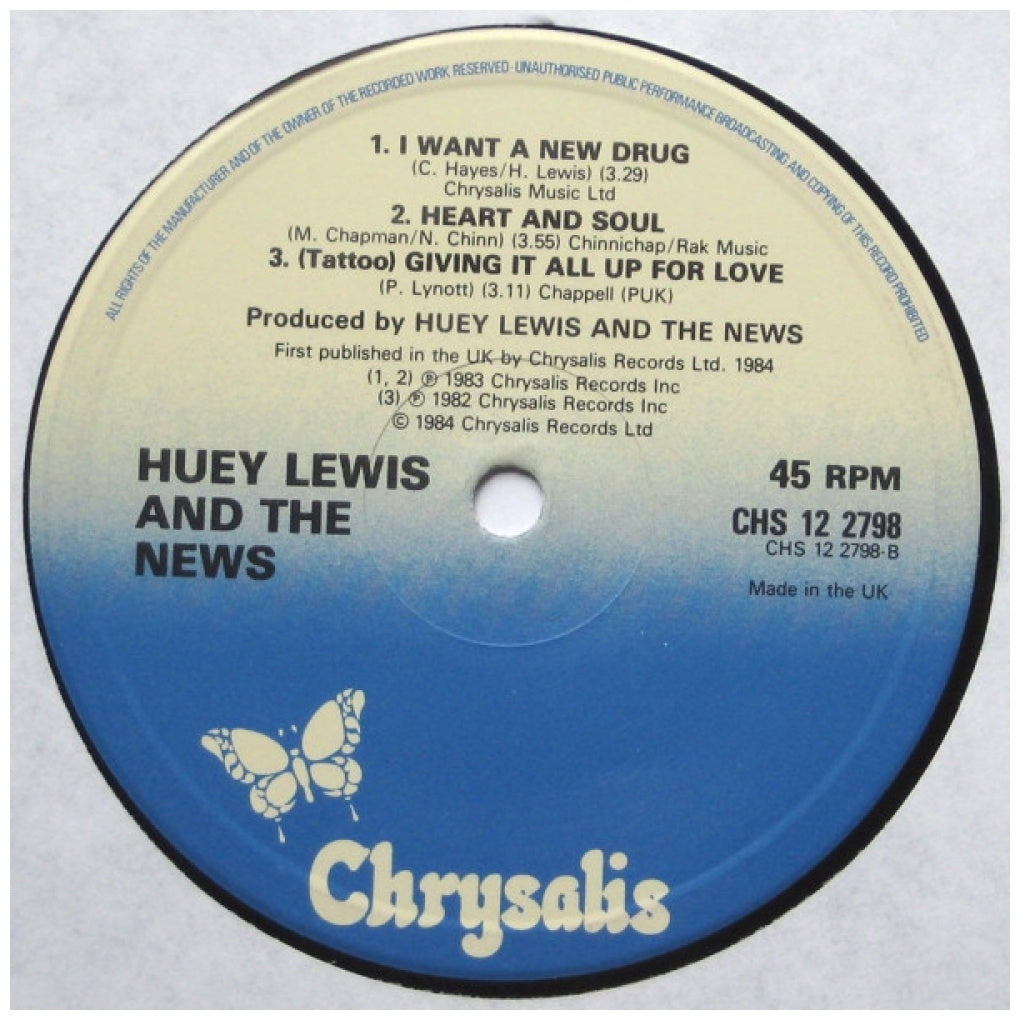 ALL RIGHTS OF THE MANUFACTURER AND OF THE OWNER OF THE RECORDED WORK RESERVED · UNAUTHORISED PUBLIC PERFORMANCE BROADCASTING AND COPYING OF THIS RECORD PROHIBITED
1. I WANT A NEW DRUG
(C. Hayes/H. Lewis) (3.29)
Chrysalis Music Ltd
2. HEART AND SOUL
(M. Chapman/N. Chinn) (3.55) Chinnichap/Rak Music
3. (Tattoo) GIVING IT ALL UP FOR LOVE
(P. Lynott) (3.11) Chappell (PUK)
Produced by HUEY LEWIS AND THE NEWS
First published in the UK by Chrysalis Records Ltd. 1984
(1, 2) ℗ 1983 Chrysalis Records Inc
(3) ℗ 1982 Chrysalis Records Inc
© 1984 Chrysalis Records Ltd
HUEY LEWIS
AND THE
NEWS
45 RPM
CHS 12 2798
CHS 12 2798-B
Made in the UK
Chrysalis